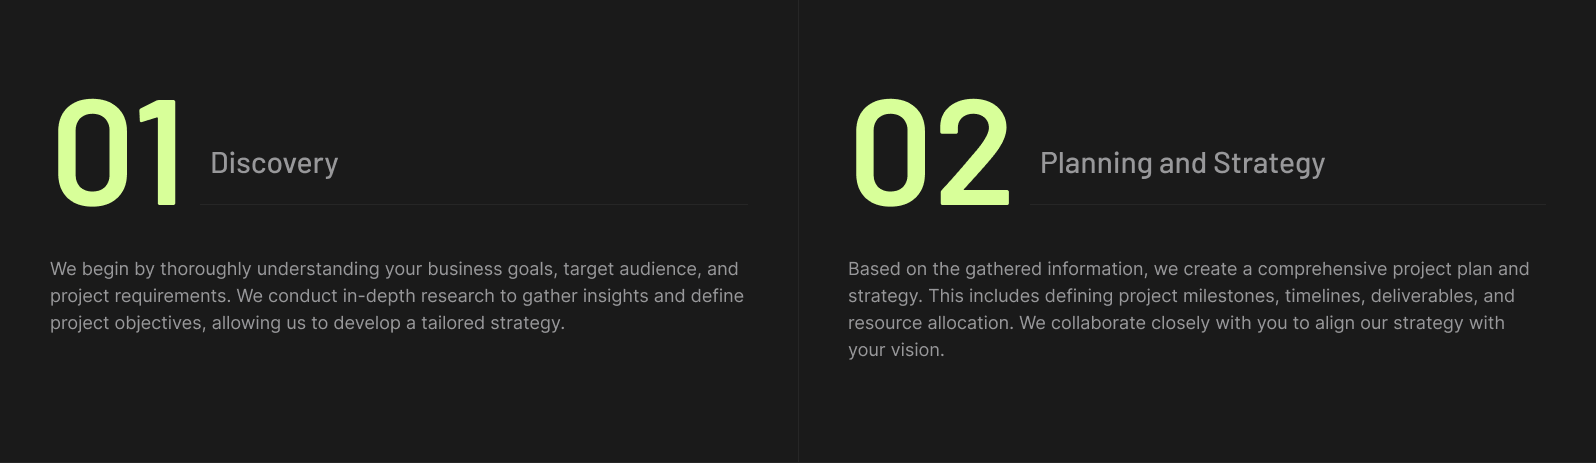 01
Discovery
We begin by thoroughly understanding your business goals, target audience, and
project requirements. We conduct in-depth research to gather insights and define
project objectives, allowing us to develop a tailored strategy.
02
Planning and Strategy
Based on the gathered information, we create a comprehensive project plan and
strategy. This includes defining project milestones, timelines, deliverables, and
resource allocation. We collaborate closely with you to align our strategy with
your vision.